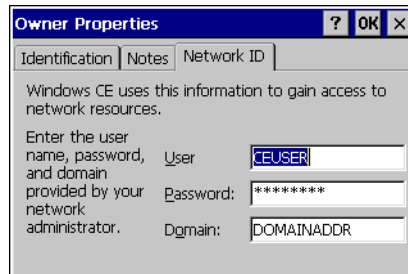 Owner Properties ? OK ×
Identification Notes Network ID
Windows CE uses this information to gain access to
network resources.
Enter the user
name, password,
and domain
provided by your
network
administrator.
User CEUSER
Password: ********
Domain: DOMAINADDR